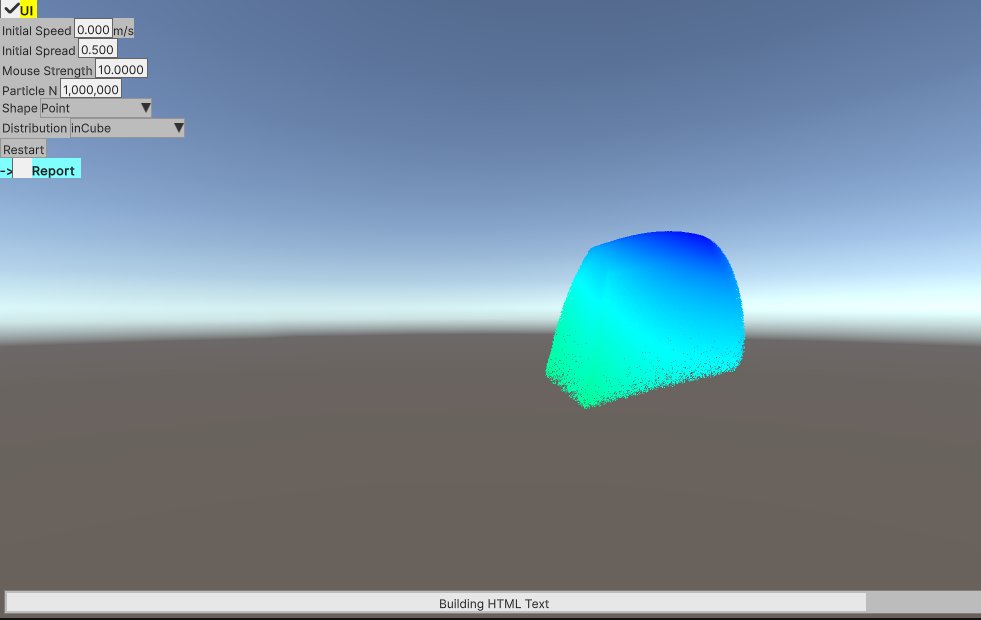 UI
Initial Speed 0.000 m/s
Initial Spread 0.500
Mouse Strength 10.0000
Particle N 1,000,000
Shape Point
Distribution inCube
Restart
-> Report
Building HTML Text